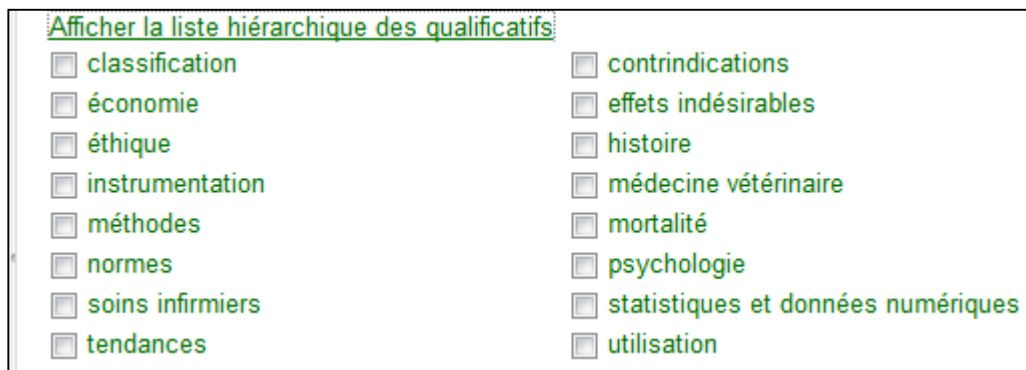 Afficher la liste hiérarchique des qualificatifs
classification contrindications
économie effets indésirables
éthique histoire
instrumentation médecine vétérinaire
méthodes mortalité
normes psychologie
soins infirmiers statistiques et données numériques
tendances utilisation